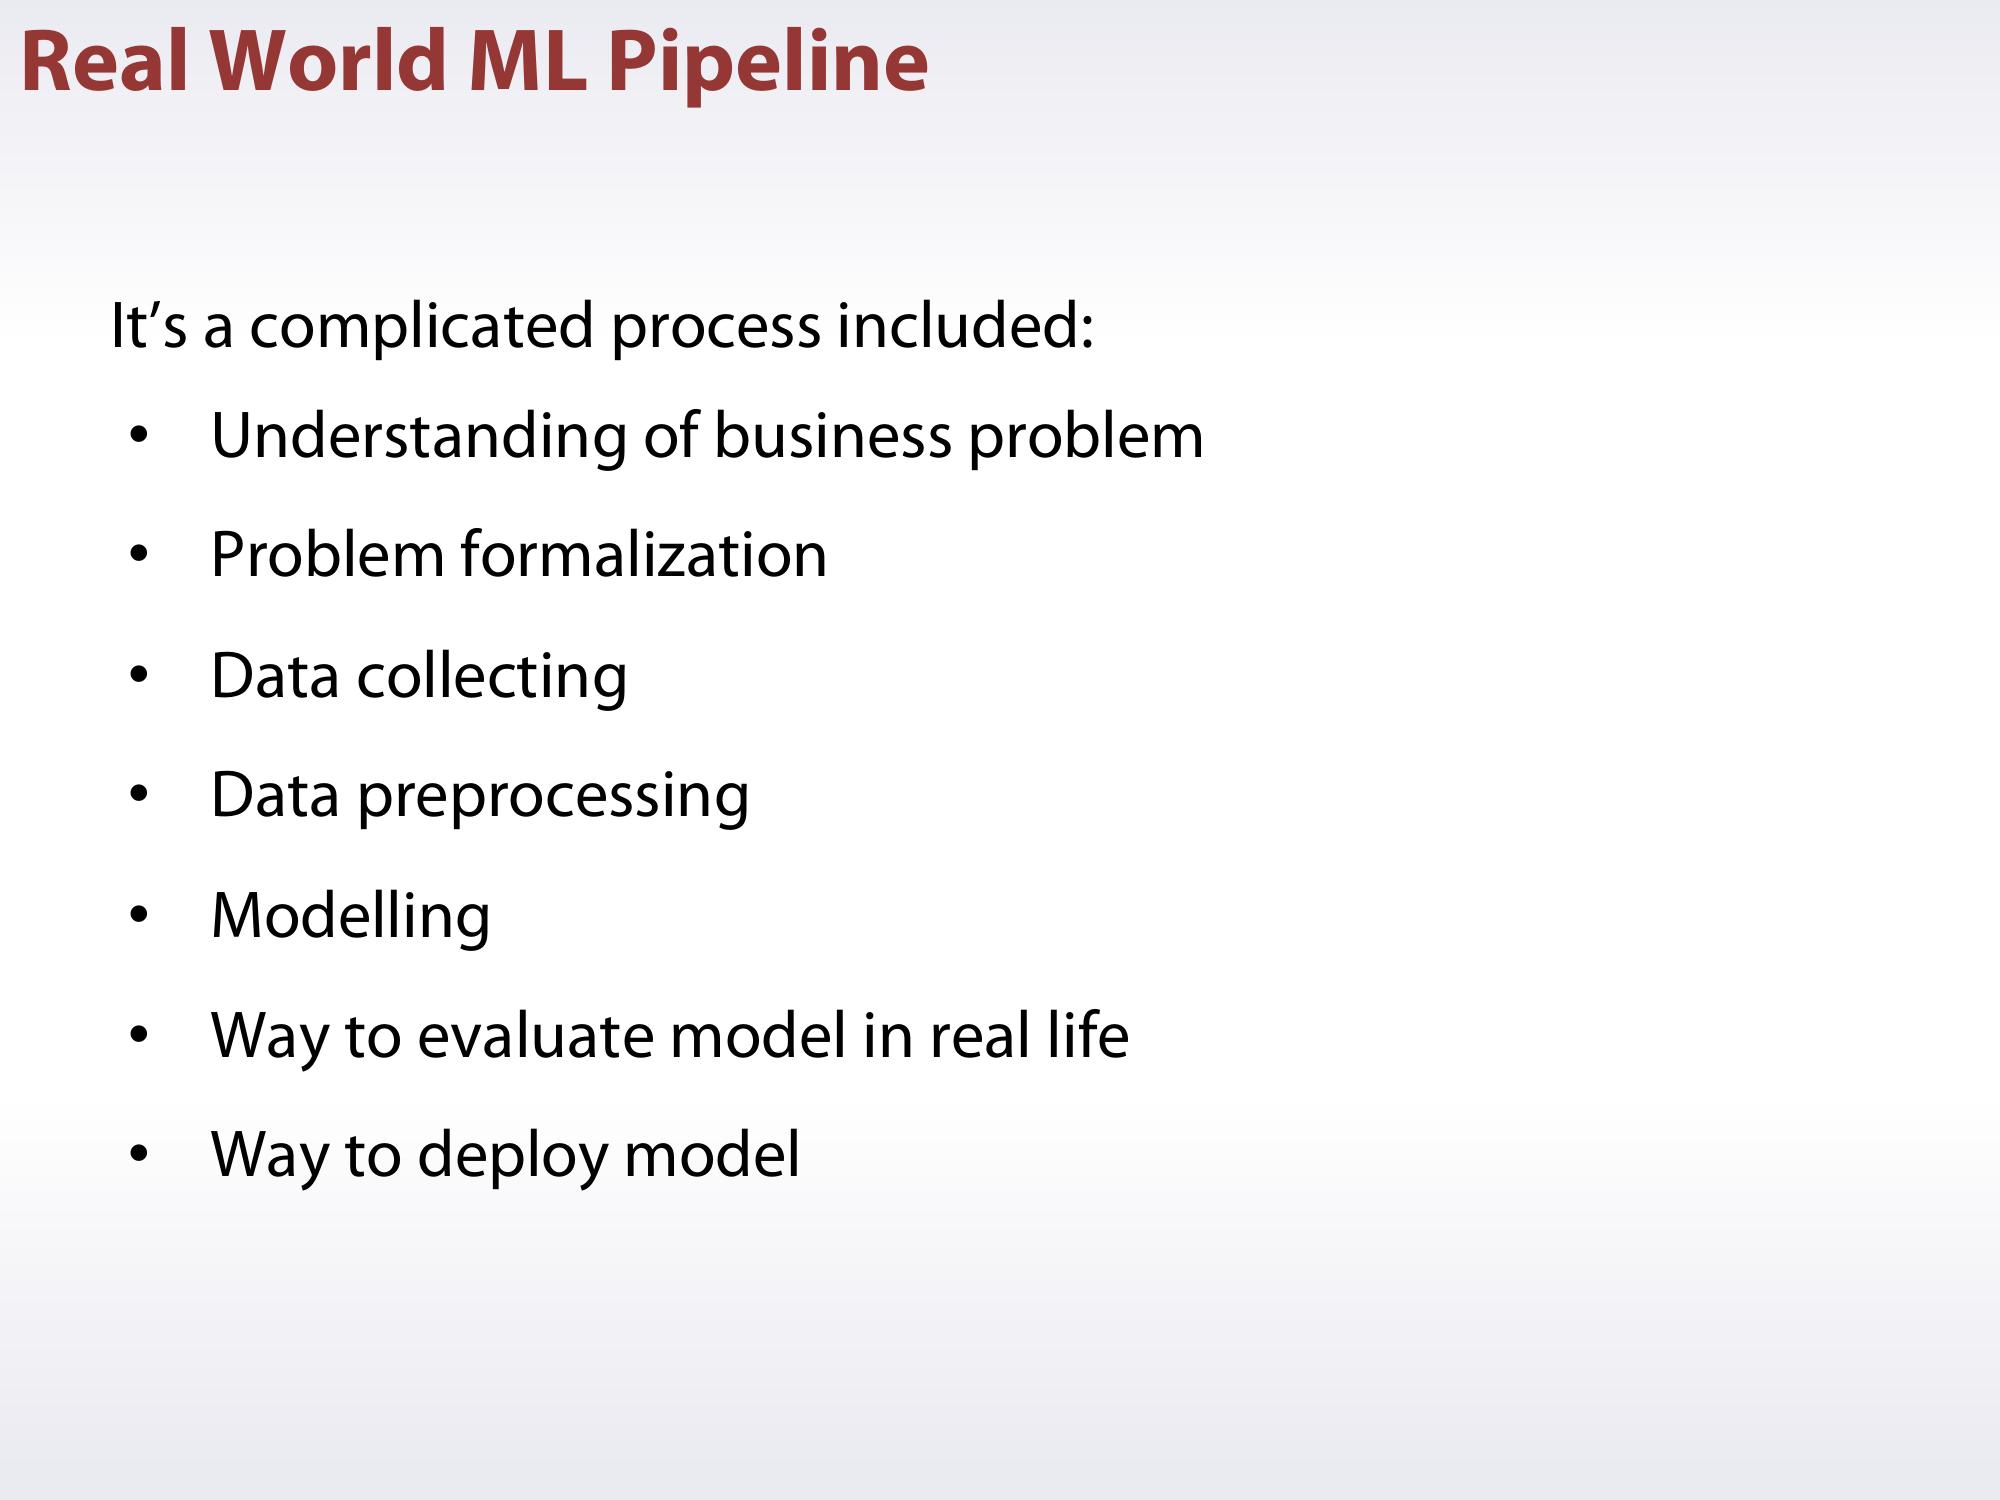 Real World ML Pipeline
It’s a complicated process included:
• Understanding of business problem
• Problem formalization
• Data collecting
• Data preprocessing
• Modelling
• Way to evaluate model in real life
• Way to deploy model